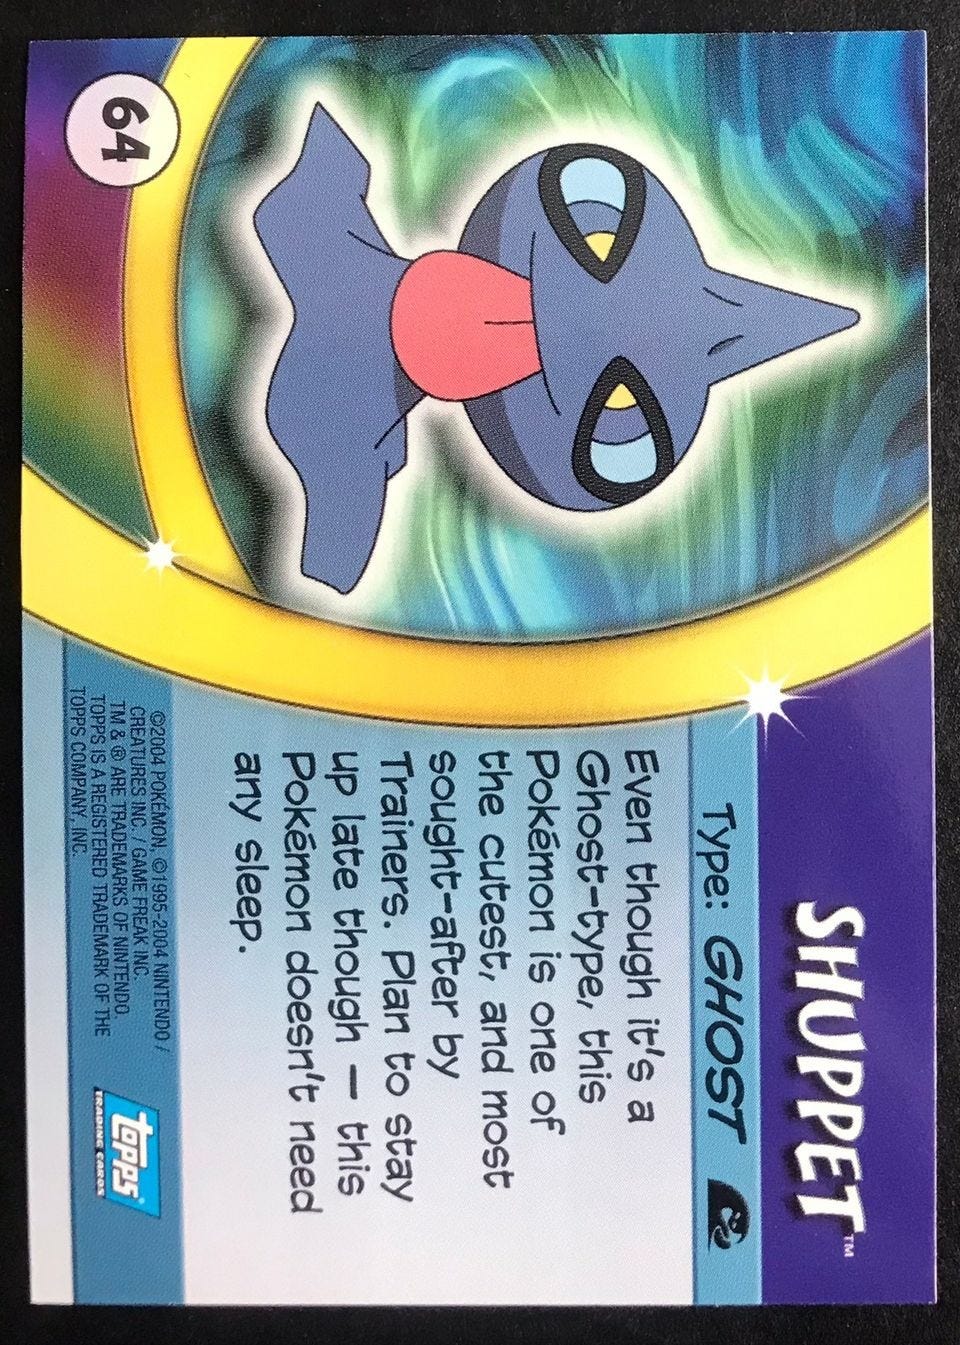 SHUPPET™
Type: GHOST
Even though it's a
Ghost-type, this
Pokémon is one of
the cutest, and most
sought-after by
Trainers. Plan to stay
up late though — this
Pokémon doesn't need
any sleep.
64
©2004 POKÉMON, ©1995-2004 NINTENDO /
CREATURES INC. / GAME FREAK INC.
TM & ® ARE TRADEMARKS OF NINTENDO.
TOPPS IS A REGISTERED TRADEMARK OF THE
TOPPS COMPANY, INC.
topps®
TRADING CARDS